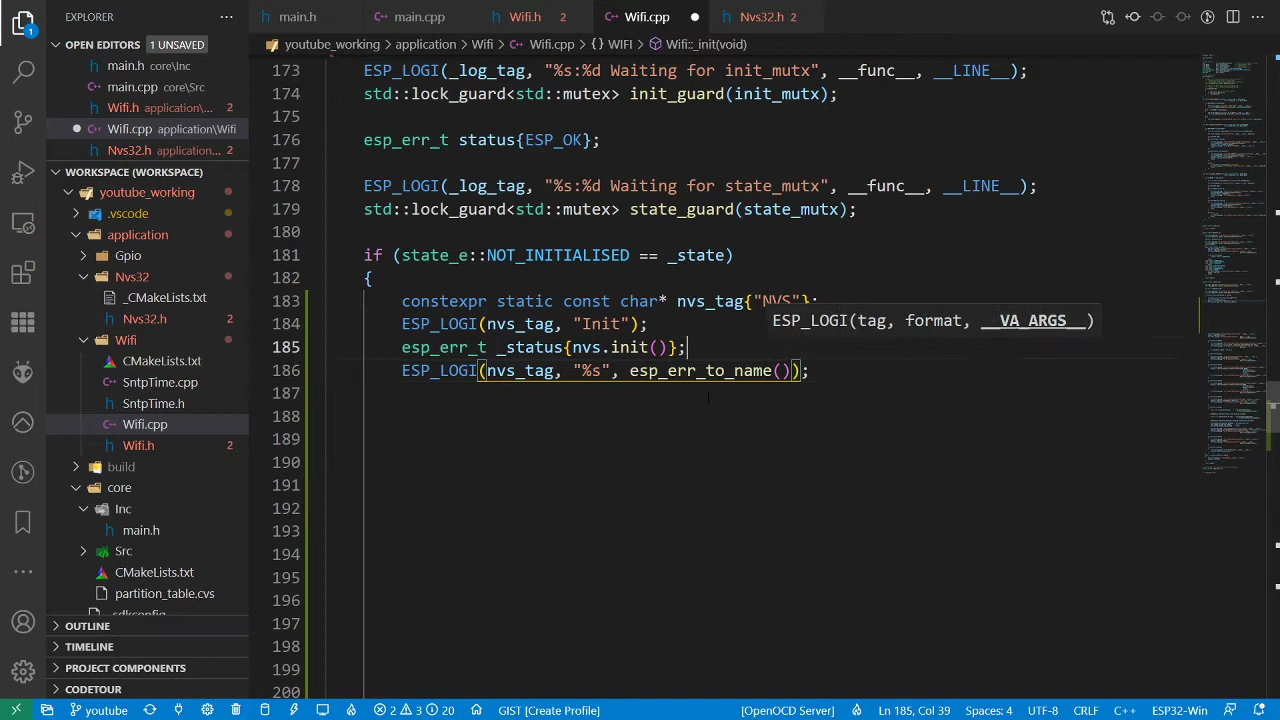 EXPLORER
main.h
main.cpp
Wifi.h 2
Wifi.cpp
Nvs32.h 2
OPEN EDITORS 1 UNSAVED
main.h core\Inc
main.cpp core\Src
Wifi.h application\... 2
Wifi.cpp application\Wifi
Nvs32.h application\... 2
WORKSPACE (WORKSPACE)
youtube_working
.vscode
application
Gpio
Nvs32
_CMakeLists.txt
Nvs32.h 2
Wifi
CMakeLists.txt
SntpTime.cpp
SntpTime.h
Wifi.cpp
Wifi.h 2
build
core
Inc
main.h
Src
CMakeLists.txt
partition_table.cvs
sdkconfig
OUTLINE
TIMELINE
PROJECT COMPONENTS
CODETOUR
youtube_working > application > Wifi > Wifi.cpp > {} WIFI > Wifi::_init(void)
173 ESP_LOGI(_log_tag, "%s:%d Waiting for init_mutx", __func__, __LINE__);
174 std::lock_guard<std::mutex> init_guard(init_mutx);
175
176 esp_err_t status{ESP_OK};
177
178 ESP_LOGI(_log_tag, "%s:%d Waiting for state_mutx", __func__, __LINE__);
179 std::lock_guard<std::mutex> state_guard(state_mutx);
180
181 if (state_e::NOT_INITIALISED == _state)
182 {
183 constexpr static const char* nvs_tag{"NVS"};
184 ESP_LOGI(nvs_tag, "Init");
ESP_LOGI(tag, format, __VA_ARGS__)
185 esp_err_t {nvs.init()};
186 ESP_LOGI(nvs_tag, "%s", esp_err_to_name());
187
188
189
190
191
192
193
194
195
196
197
198
199
200
1
youtube
2 3 20
GIST [Create Profile]
[OpenOCD Server]
Ln 185, Col 39
Spaces: 4
UTF-8
CRLF
C++
ESP32-Win